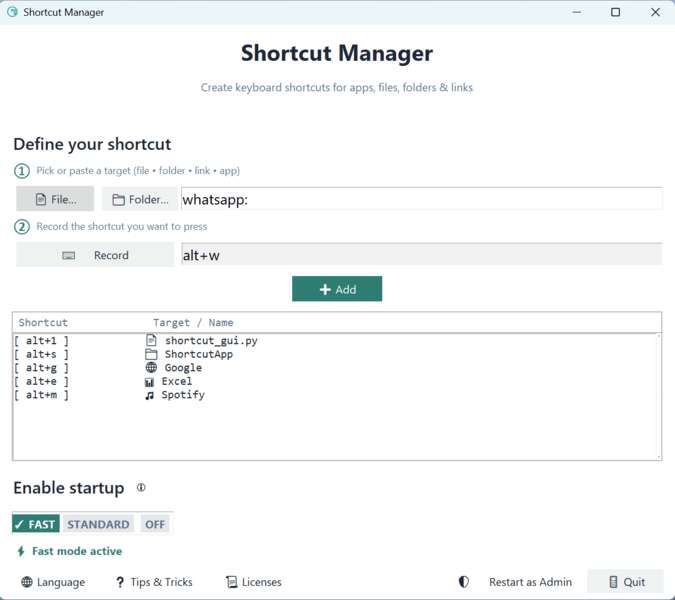 Shortcut Manager
Shortcut Manager
Create keyboard shortcuts for apps, files, folders & links
Define your shortcut
1 Pick or paste a target (file • folder • link • app)
File... Folder... whatsapp:
2 Record the shortcut you want to press
Record alt+w
+ Add
Shortcut Target / Name
[ alt+1 ] shortcut_gui.py
[ alt+s ] ShortcutApp
[ alt+g ] Google
[ alt+e ] Excel
[ alt+m ] Spotify
Enable startup
✓ FAST STANDARD OFF
Fast mode active
Language ? Tips & Tricks Licenses Restart as Admin Quit